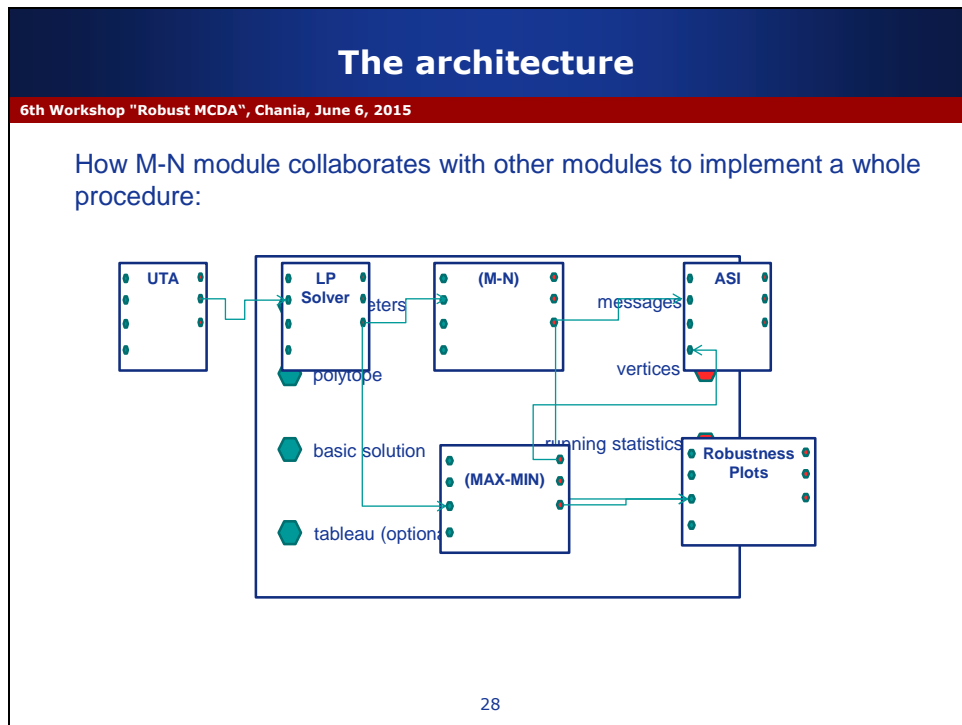 The architecture
6th Workshop "Robust MCDA“, Chania, June 6, 2015
How M-N module collaborates with other modules to implement a whole
procedure:
UTA
LP
Solver
(M-N)
ASI
messages
polytope
vertices
basic solution
running statistics
(MAX-MIN)
Robustness
Plots
tableau
28